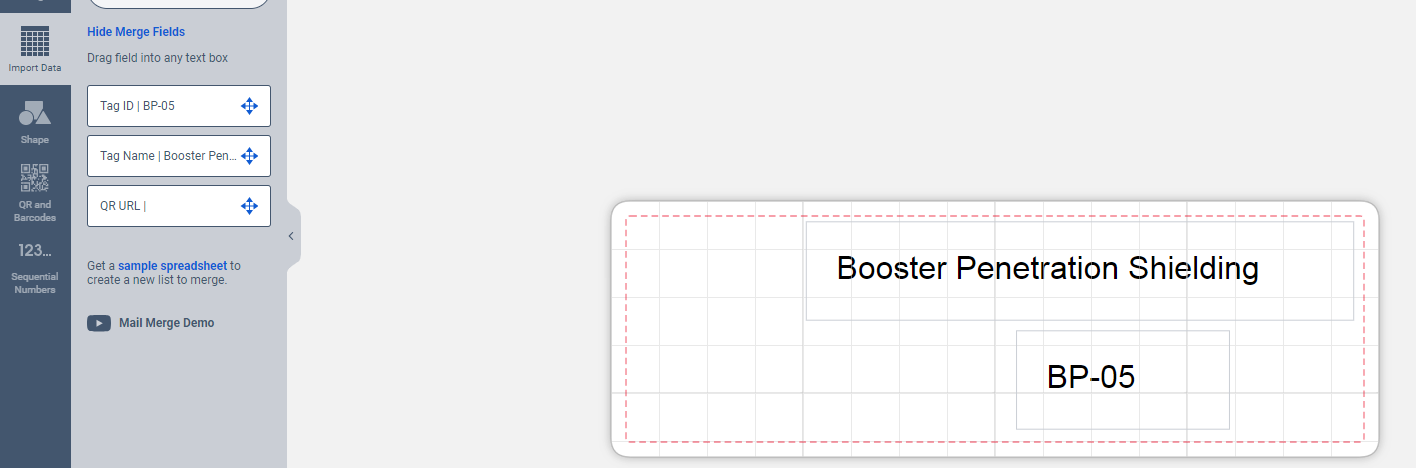 Import Data
Shape
QR and
Barcodes
123...
Sequential
Numbers
Hide Merge Fields
Drag field into any text box
Tag ID | BP-05
Tag Name | Booster Pen...
QR URL |
Get a sample spreadsheet to
create a new list to merge.
Mail Merge Demo
Booster Penetration Shielding
BP-05